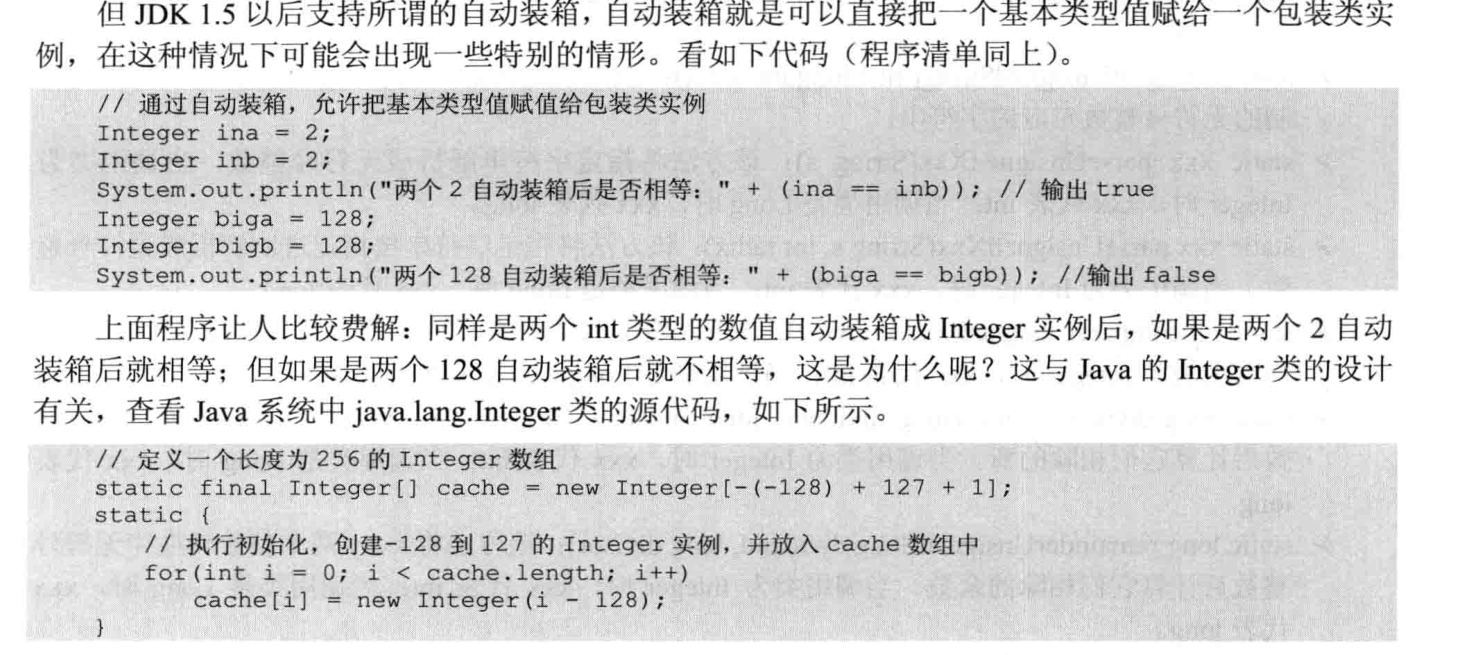 但 JDK 1.5 以后支持所谓的自动装箱，自动装箱就是可以直接把一个基本类型值赋给一个包装类实
例，在这种情况下可能会出现一些特别的情形。看如下代码（程序清单同上）。
// 通过自动装箱，允许把基本类型值赋值给包装类实例
Integer ina = 2;
Integer inb = 2;
System.out.println("两个 2 自动装箱后是否相等：" + (ina == inb)); // 输出 true
Integer biga = 128;
Integer bigb = 128;
System.out.println("两个 128 自动装箱后是否相等：" + (biga == bigb)); //输出 false
上面程序让人比较费解：同样是两个 int 类型的数值自动装箱成 Integer 实例后，如果是两个 2 自动
装箱后就相等；但如果是两个 128 自动装箱后就不相等，这是为什么呢？这与 Java 的 Integer 类的设计
有关，查看 Java 系统中 java.lang.Integer 类的源代码，如下所示。
// 定义一个长度为 256 的 Integer 数组
static final Integer[] cache = new Integer[-(-128) + 127 + 1];
static {
// 执行初始化，创建-128 到 127 的 Integer 实例，并放入 cache 数组中
for(int i = 0; i < cache.length; i++)
cache[i] = new Integer(i - 128);
}